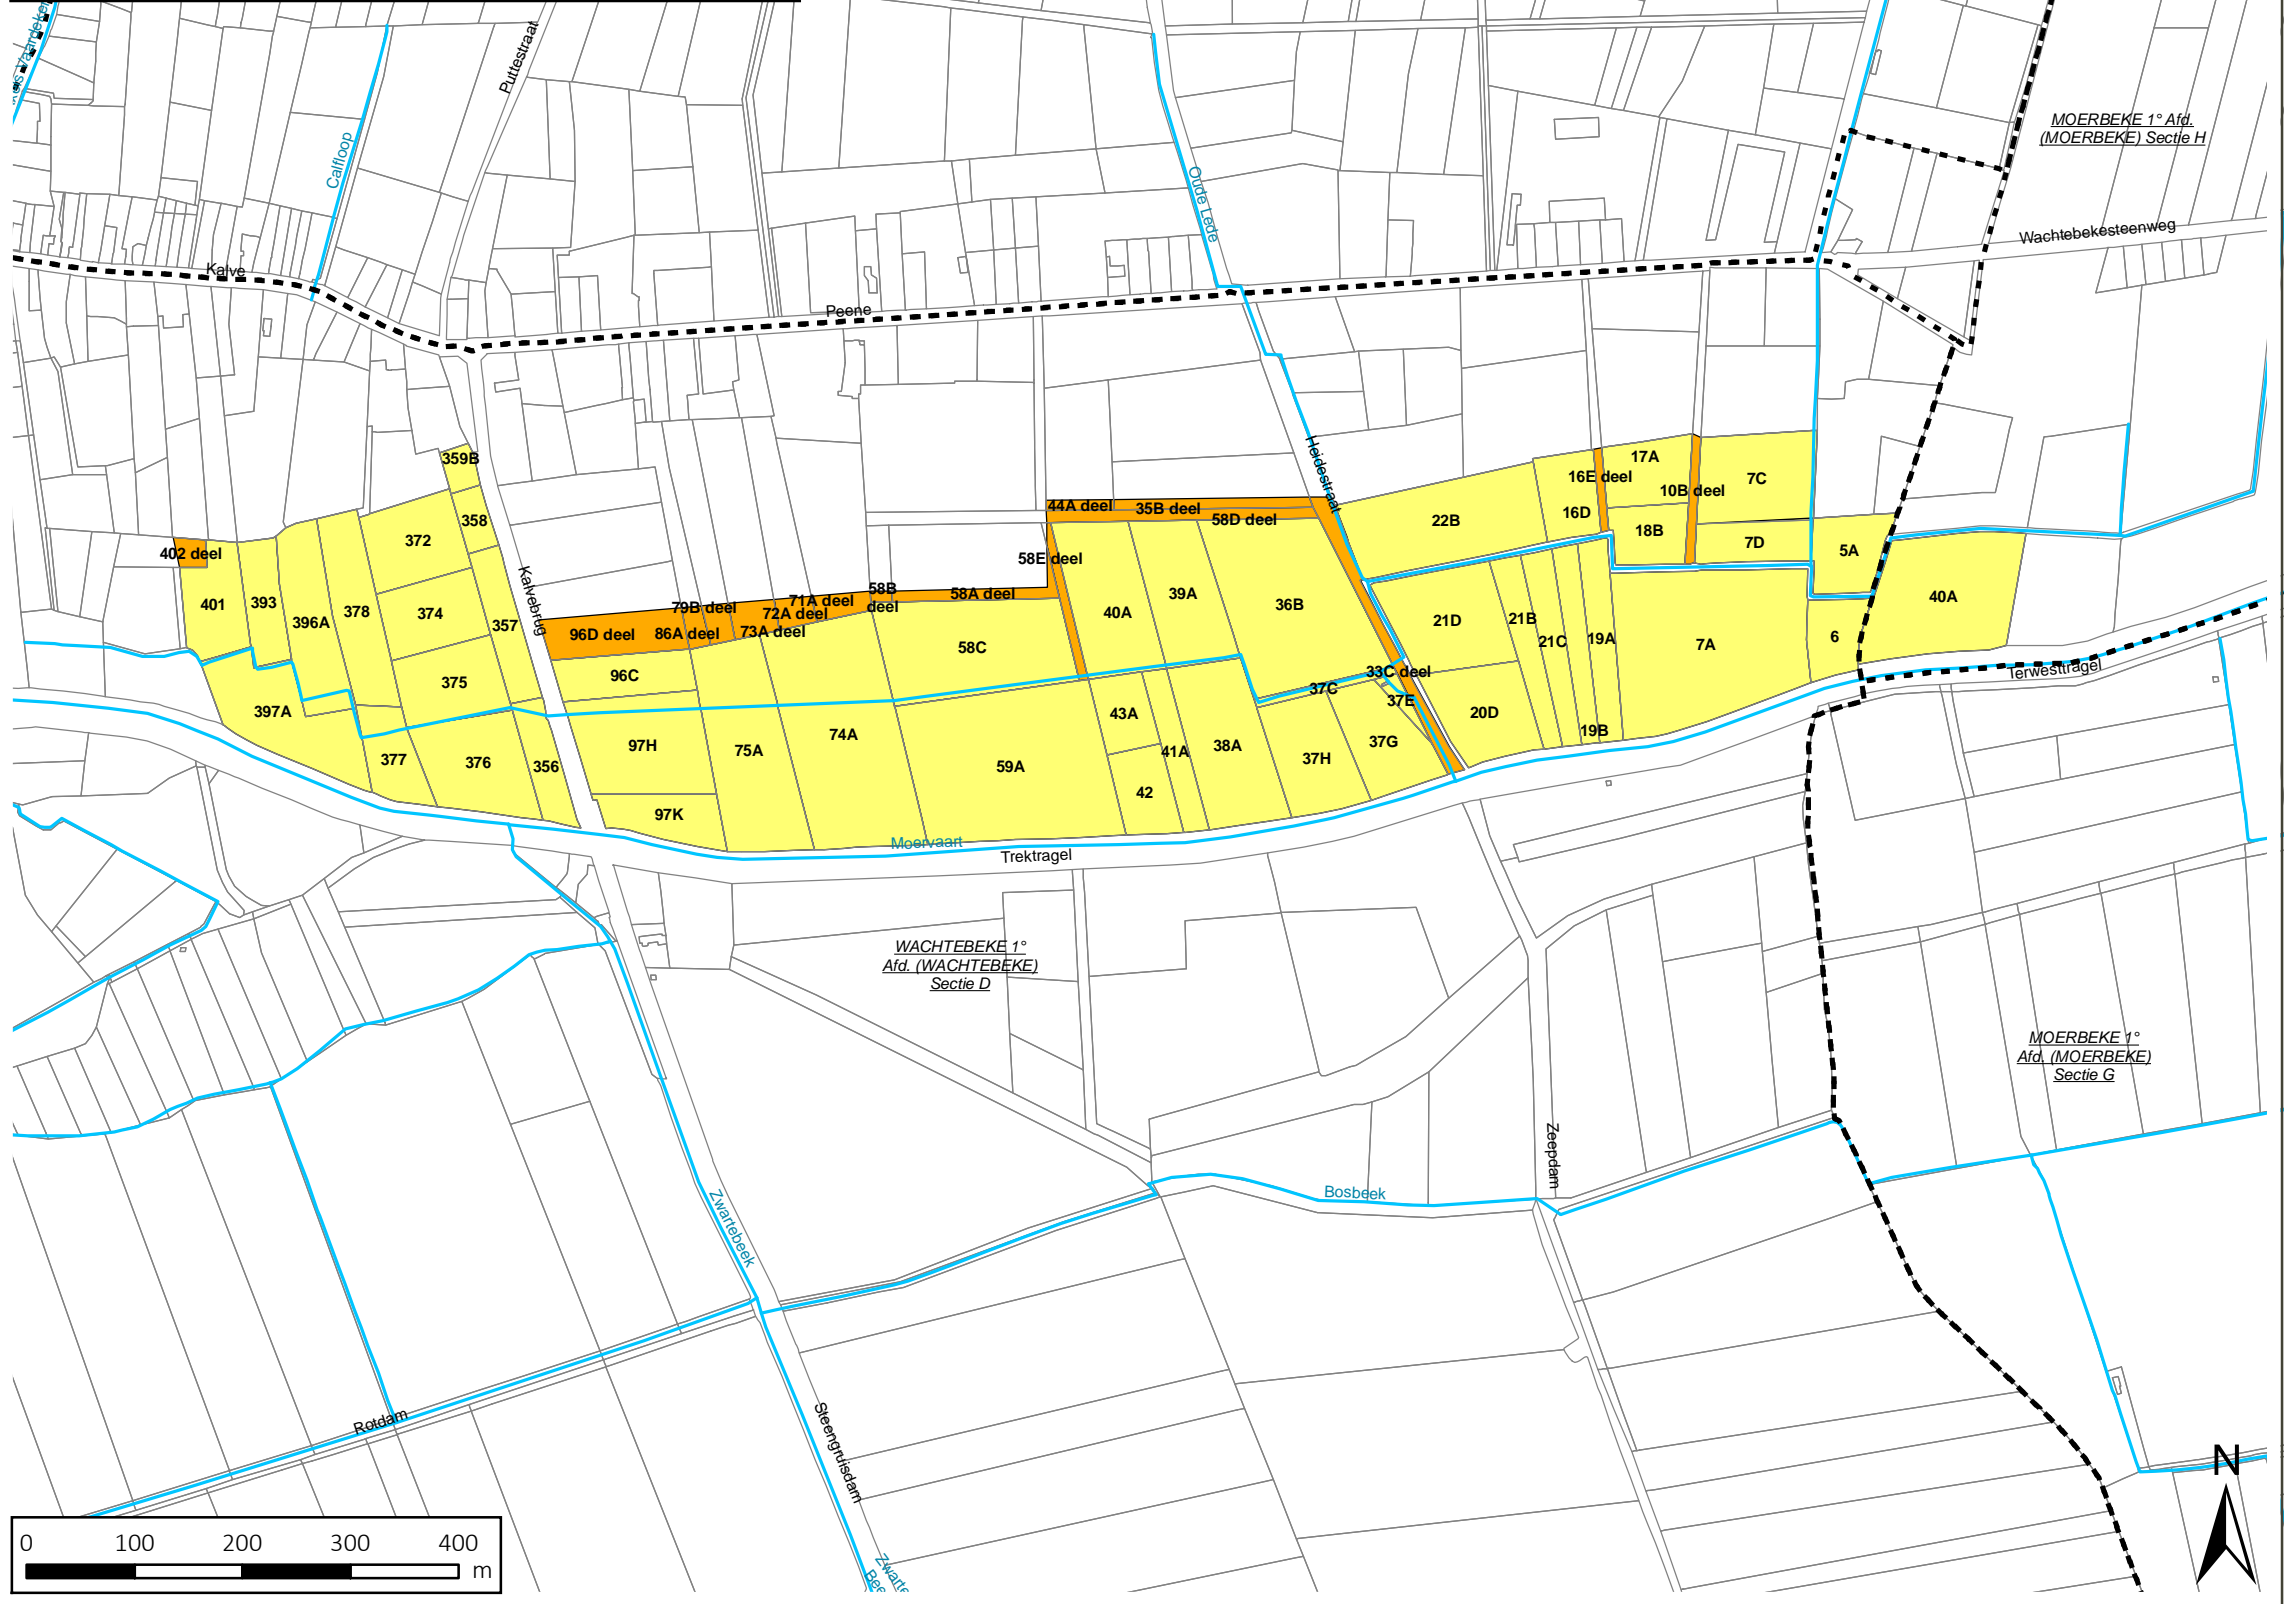 Puttestraat
Calfloop
Oude Lede
MOERBEKE 1° Afd.
(MOERBEKE) Sectie H
Wachtebekesteenweg
Kalve
Peene
Heidestraat
359B
358
372
402 deel
401
393
396A
378
374
357
375
397A
377
376
356
Kalvebrug
96D deel
79B deel
86A deel
71A deel
72A deel
73A deel
58B
deel
58A deel
58E deel
44A deel
35B deel
58D deel
96C
97H
97K
75A
74A
58C
59A
40A
39A
36B
43A
41A
42
38A
37C
37H
37G
37E
33C deel
22B
16D
16E deel
17A
10B deel
7C
18B
7D
5A
40A
21D
21B
21C
19A
7A
6
20D
19B
Terwesttragel
Moervaart
Trektragel
WACHTEBEKE 1°
Afd. (WACHTEBEKE)
Sectie D
MOERBEKE 1°
Afd. (MOERBEKE)
Sectie G
Zeepdam
Bosbeek
Zwartebeek
Rotdam
Steengruisdam
N
0 100 200 300 400
m